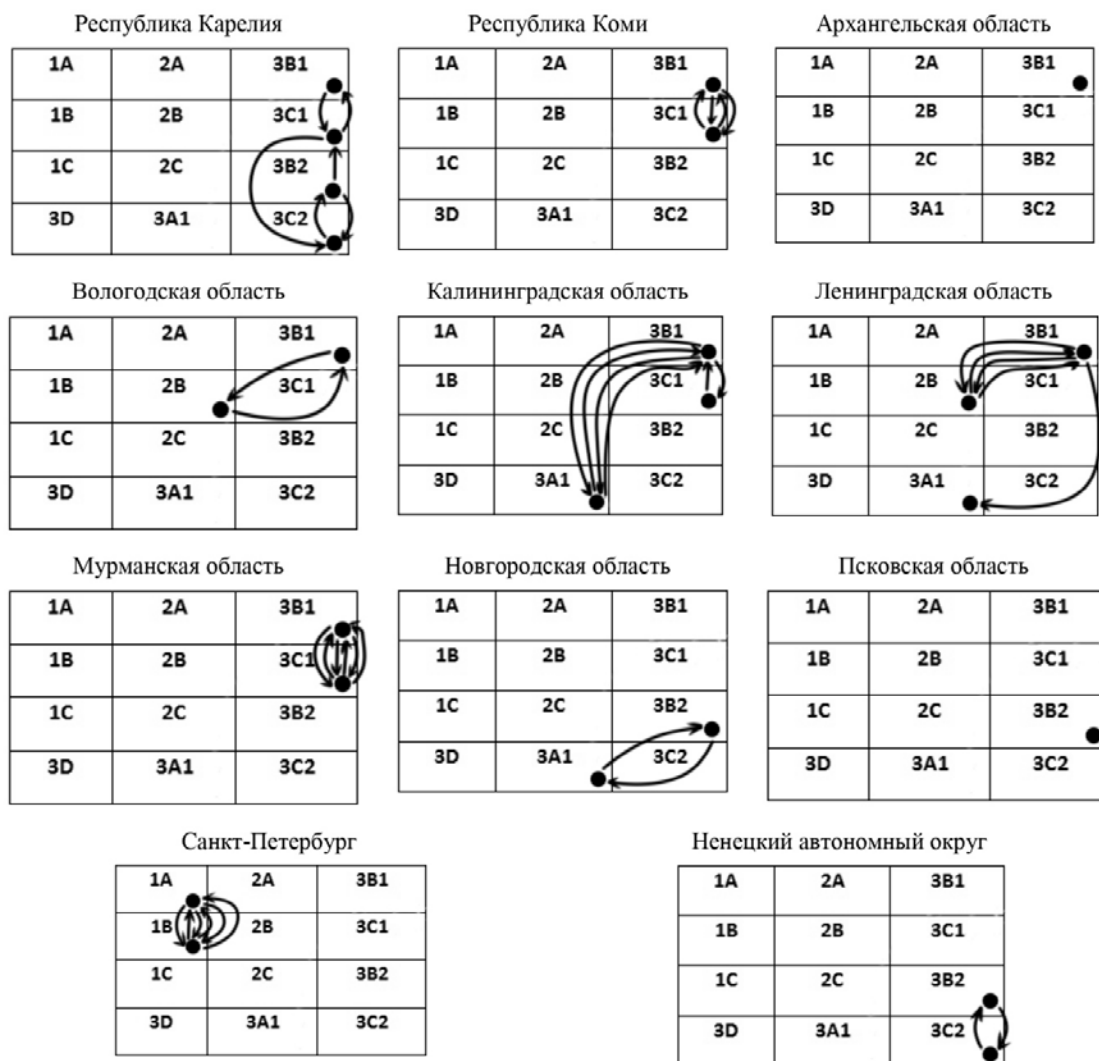 Республика Карелия Республика Коми Архангельская область
1A 2A 3B1 1A 2A 3B1 1A 2A 3B1
1B 2B 3C1 1B 2B 3C1 1B 2B 3C1
1C 2C 3B2 1C 2C 3B2 1C 2C 3B2
3D 3A1 3C2 3D 3A1 3C2 3D 3A1 3C2
Вологодская область Калининградская область Ленинградская область
1A 2A 3B1 1A 2A 3B1 1A 2A 3B1
1B 2B 3C1 1B 2B 3C1 1B 2B 3C1
1C 2C 3B2 1C 2C 3B2 1C 2C 3B2
3D 3A1 3C2 3D 3A1 3C2 3D 3A1 3C2
Мурманская область Новгородская область Псковская область
1A 2A 3B1 1A 2A 3B1 1A 2A 3B1
1B 2B 3C1 1B 2B 3C1 1B 2B 3C1
1C 2C 3B2 1C 2C 3B2 1C 2C 3B2
3D 3A1 3C2 3D 3A1 3C2 3D 3A1 3C2
Санкт-Петербург Ненецкий автономный округ
1A 2A 3B1 1A 2A 3B1
1B 2B 3C1 1B 2B 3C1
1C 2C 3B2 1C 2C 3B2
3D 3A1 3C2 3D 3A1 3C2